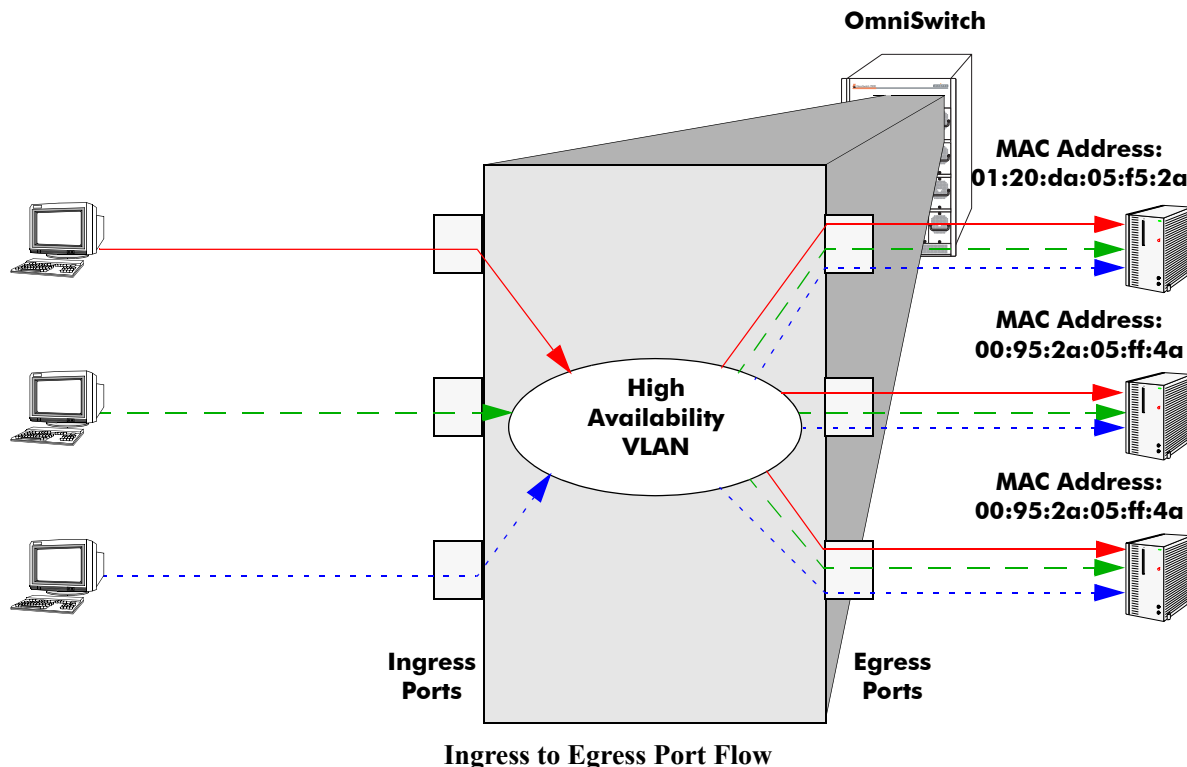 OmniSwitch
MAC Address:
01:20:da:05:f5:2a
MAC Address:
00:95:2a:05:ff:4a
High
Availability
VLAN
MAC Address:
00:95:2a:05:ff:4a
Ingress
Ports
Egress
Ports
Ingress to Egress Port Flow